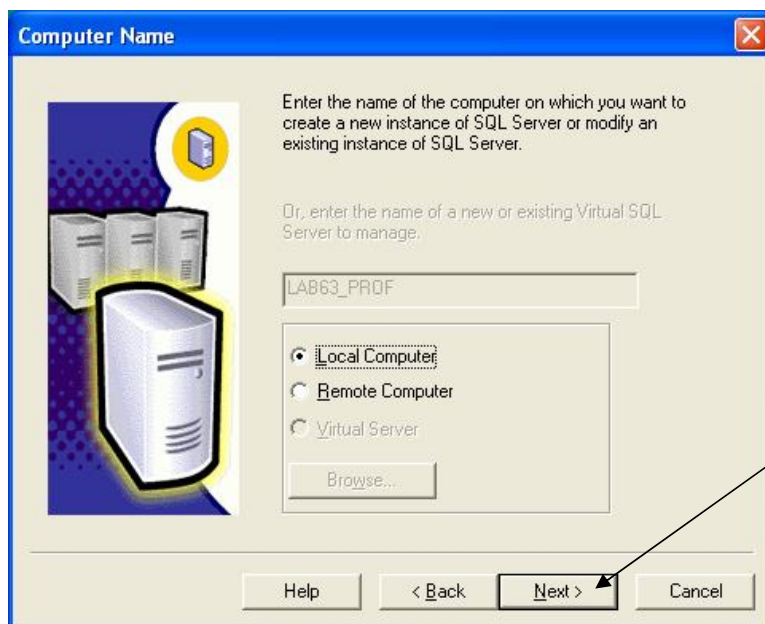 Computer Name
Enter the name of the computer on which you want to
create a new instance of SQL Server or modify an
existing instance of SQL Server.
Or, enter the name of a new or existing Virtual SQL
Server to manage.
LAB63_PROF
Local Computer
Remote Computer
Virtual Server
Browse...
Help
< Back
Next >
Cancel